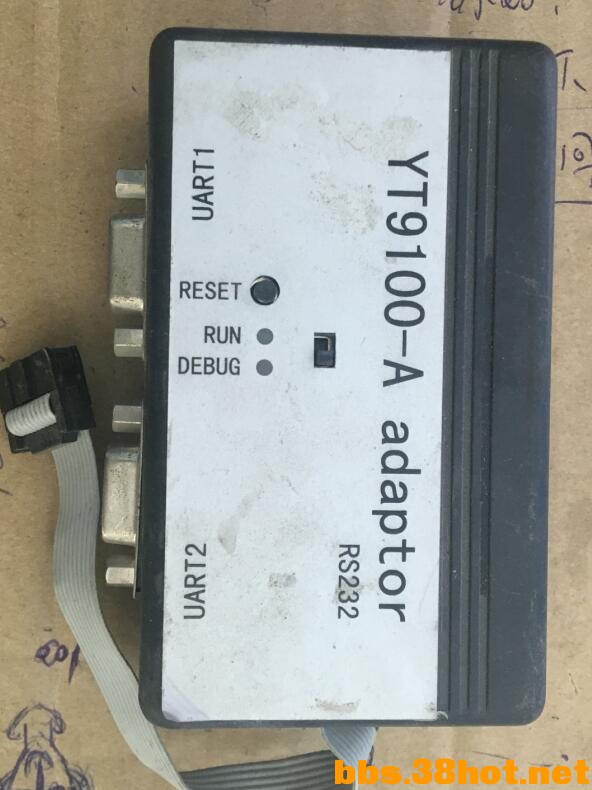 YT9100-A adaptor
RS232
UART1
RESET
RUN
DEBUG
UART2
bbs.38hot.net